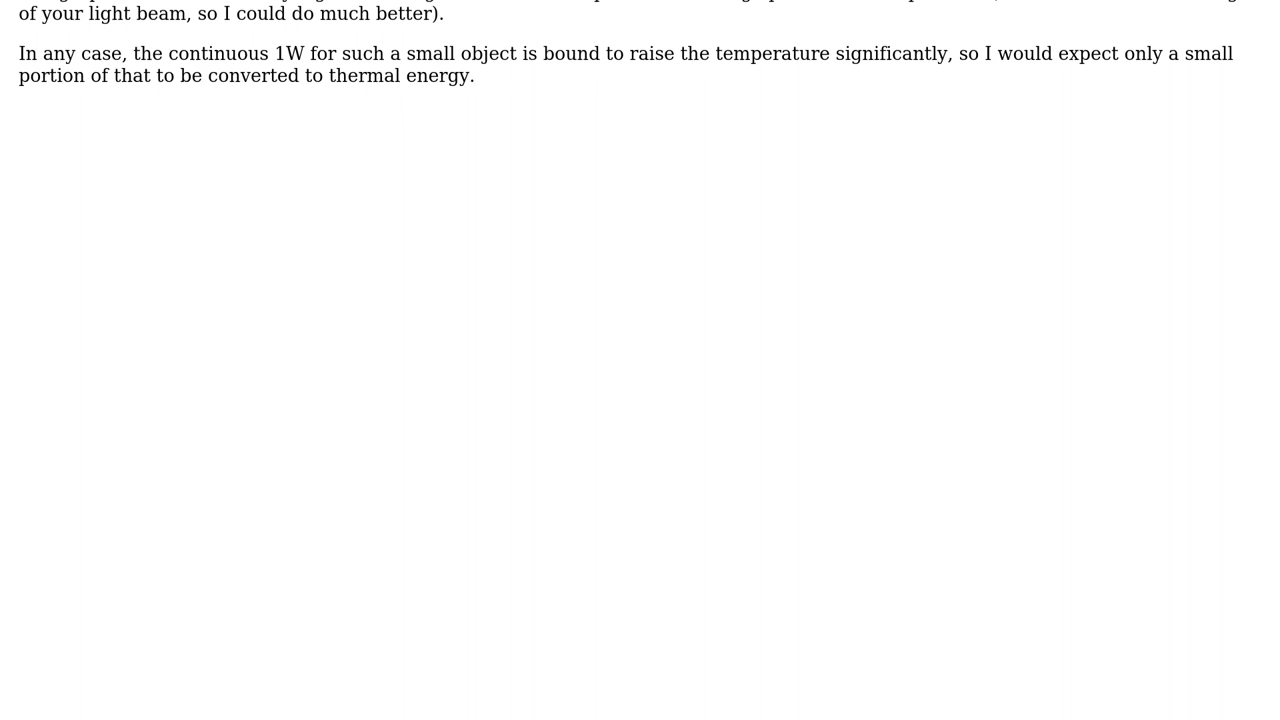 of your light beam, so I could do much better).
In any case, the continuous 1W for such a small object is bound to raise the temperature significantly, so I would expect only a small
portion of that to be converted to thermal energy.